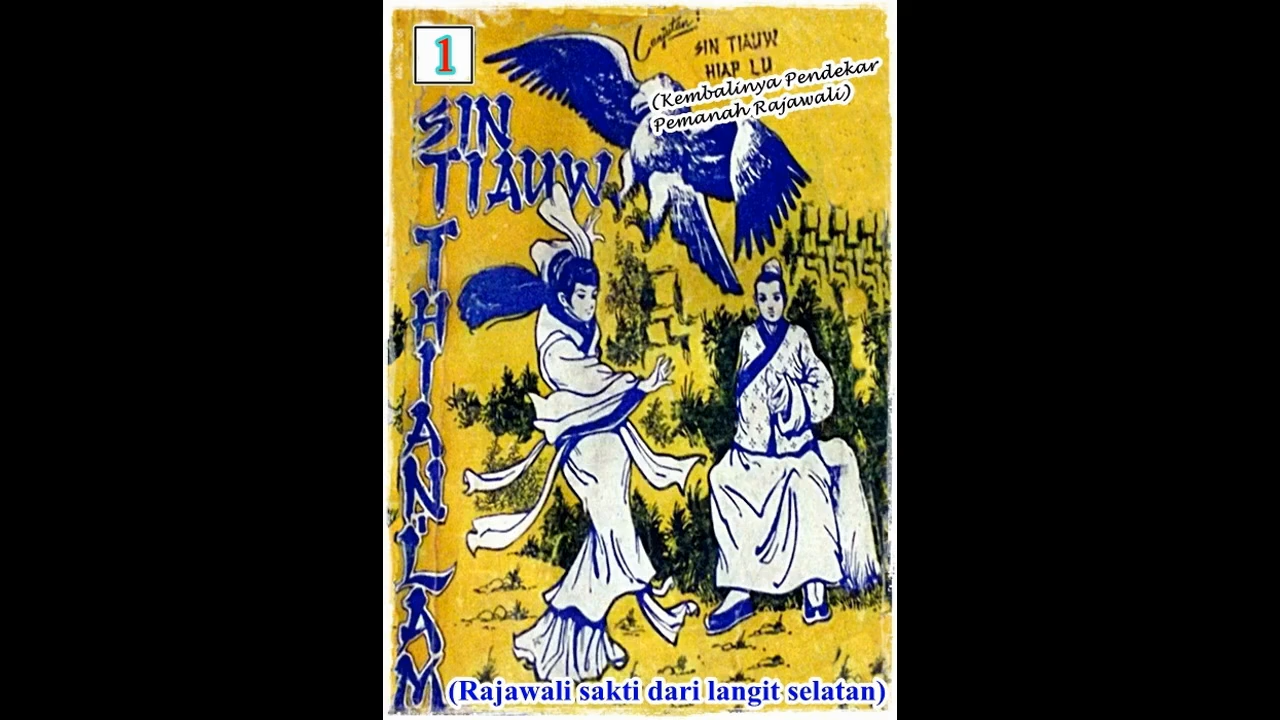 1
Lanjutan!
SIN TIAUW
HIAP LU
(Kembalinya Pendekar
Pemanah Rajawali)
SIN
TIAUW
THIAN-LAM
(Rajawali sakti dari langit selatan)